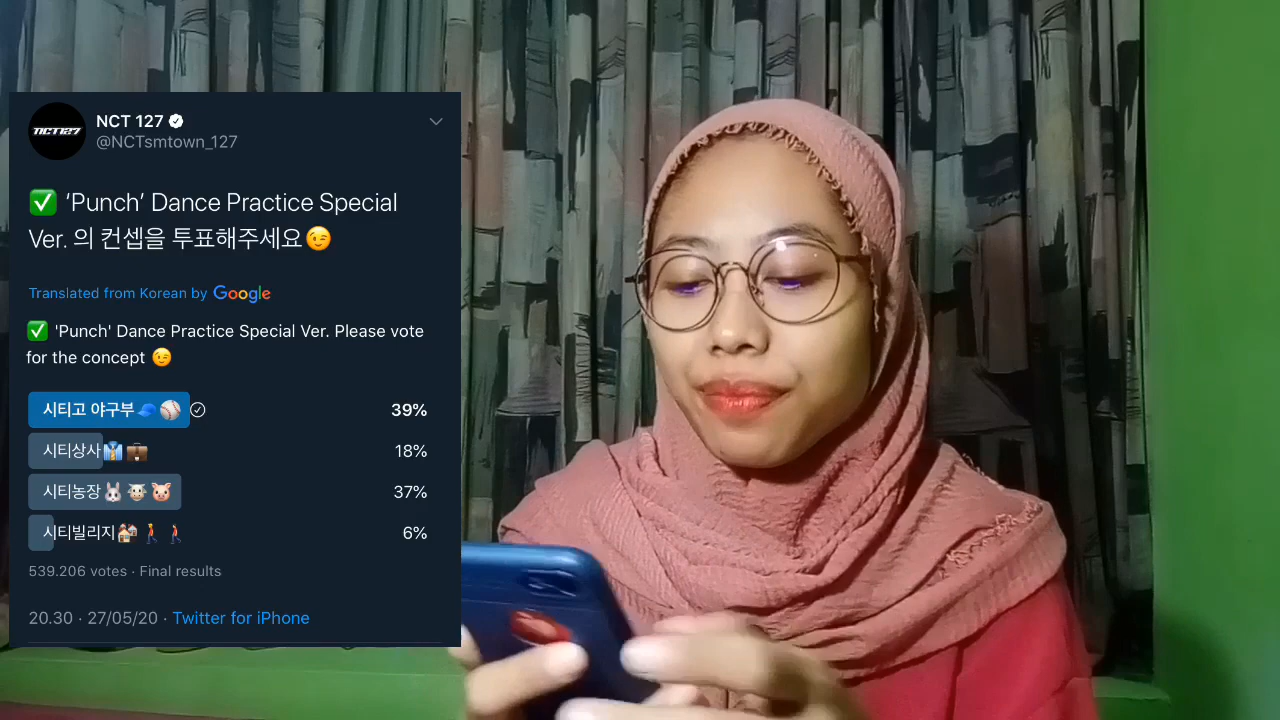 NCT127
NCT 127
@NCTsmtown_127
✅ ‘Punch’ Dance Practice Special
Ver. 의 컨셉을 투표해주세요😉
Translated from Korean by Google
✅ 'Punch' Dance Practice Special Ver. Please vote
for the concept 😉
시티고 야구부🧢⚾ 39%
시티상사👔💼 18%
시티농장🐰🐮🐷 37%
시티빌리지🏘️🚶🚶 6%
539.206 votes · Final results
20.30 · 27/05/20 · Twitter for iPhone